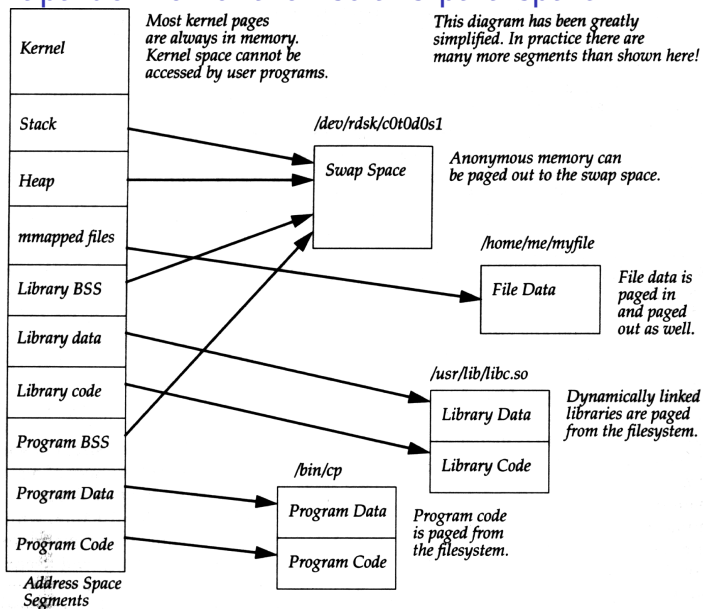 Kernel
Most kernel pages
are always in memory.
Kernel space cannot be
accessed by user programs.
This diagram has been greatly
simplified. In practice there are
many more segments than shown here!
Stack
/dev/rdsk/c0t0d0s1
Heap
Swap Space
Anonymous memory can
be paged out to the swap space.
mmapped files
/home/me/myfile
Library BSS
File Data
File data is
paged in
and paged
out as well.
Library data
/usr/lib/libc.so
Library code
Library Data
Dynamically linked
libraries are paged
from the filesystem.
Program BSS
Library Code
/bin/cp
Program Data
Program Data
Program code
is paged from
the filesystem.
Program Code
Program Code
Address Space
Segments